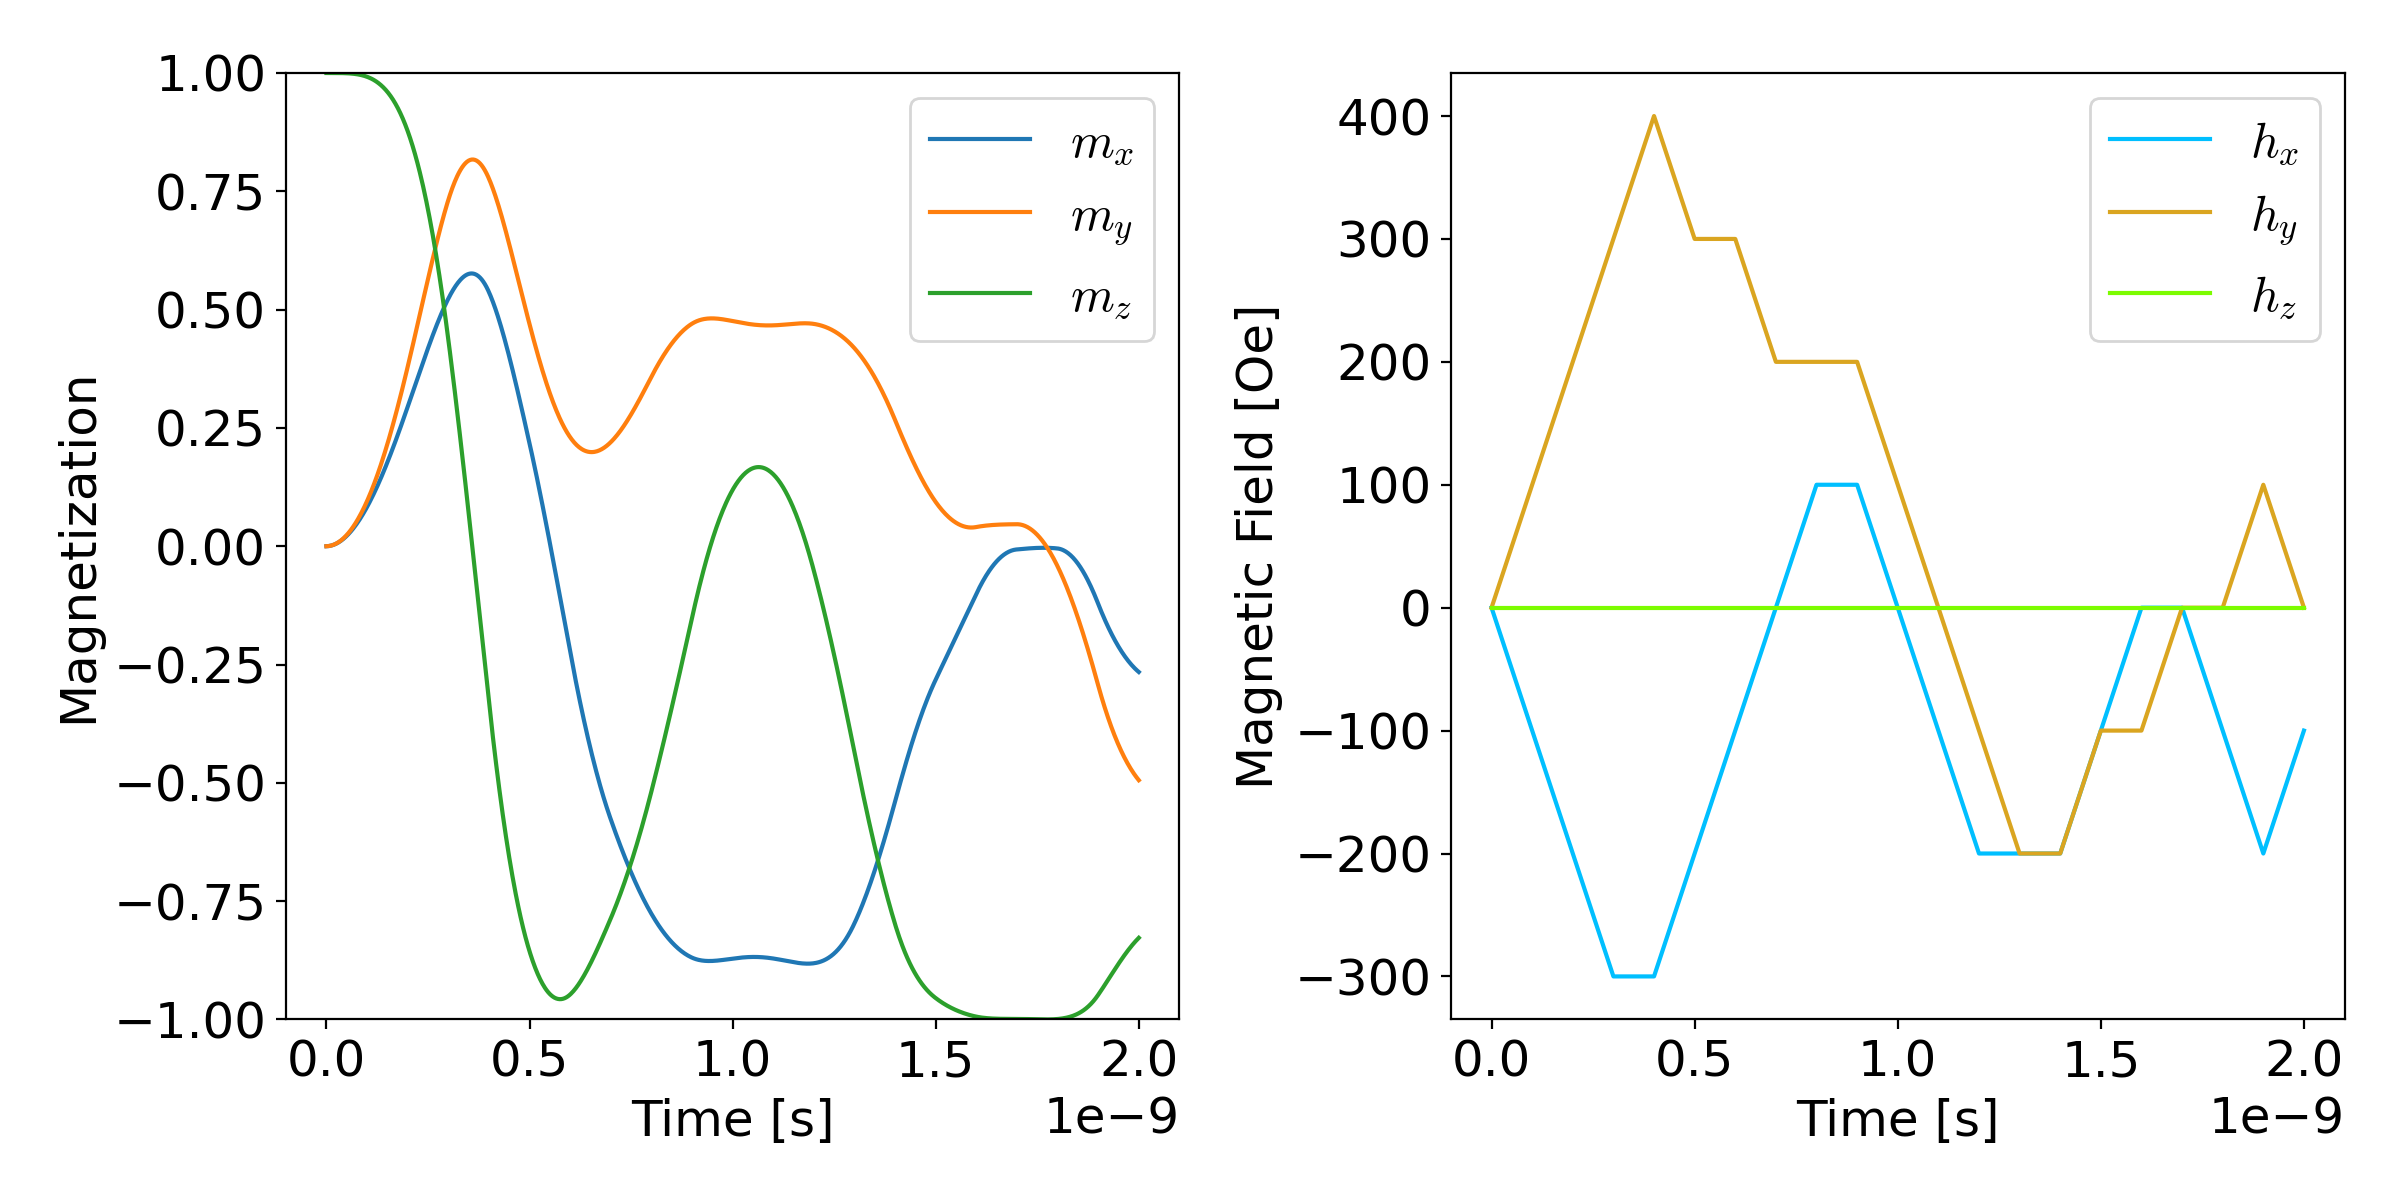 Magnetization
1.00
0.75
0.50
0.25
0.00
−0.25
−0.50
−0.75
−1.00
0.0 0.5 1.0 1.5 2.0
Time [s]
1e−9
m_x
m_y
m_z
Magnetic Field [Oe]
400
300
200
100
0
−100
−200
−300
0.0 0.5 1.0 1.5 2.0
Time [s]
1e−9
h_x
h_y
h_z